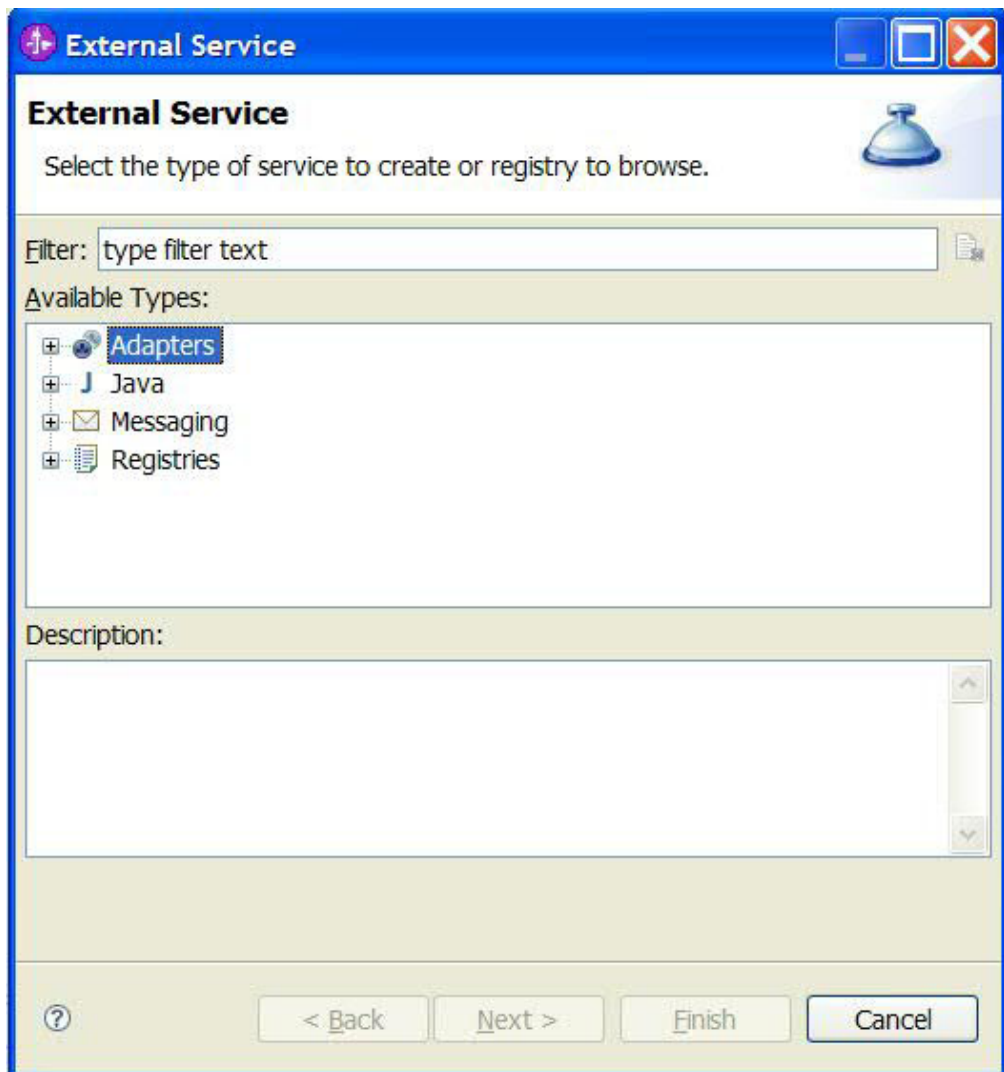 External Service
External Service
Select the type of service to create or registry to browse.
Filter: type filter text
Available Types:
Adapters
J Java
Messaging
Registries
Description:
< Back Next > Finish Cancel